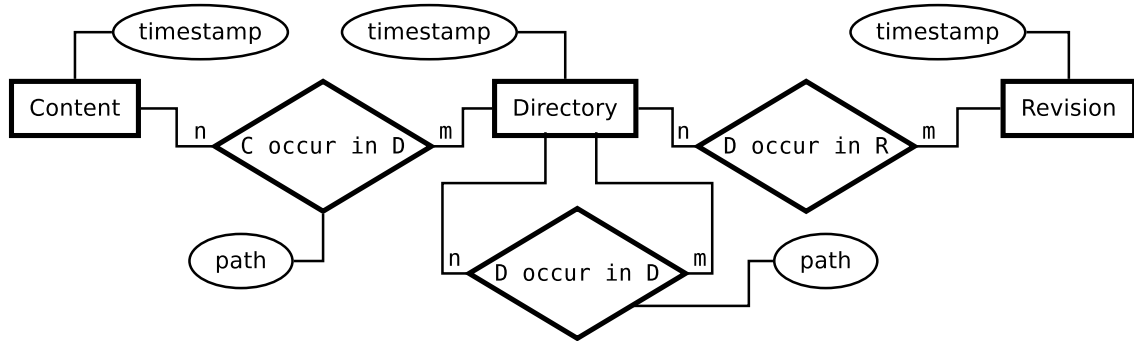 timestamp
timestamp
timestamp
Content
Directory
Revision
n
m
n
m
C occur in D
D occur in R
path
n
D occur in D
m
path